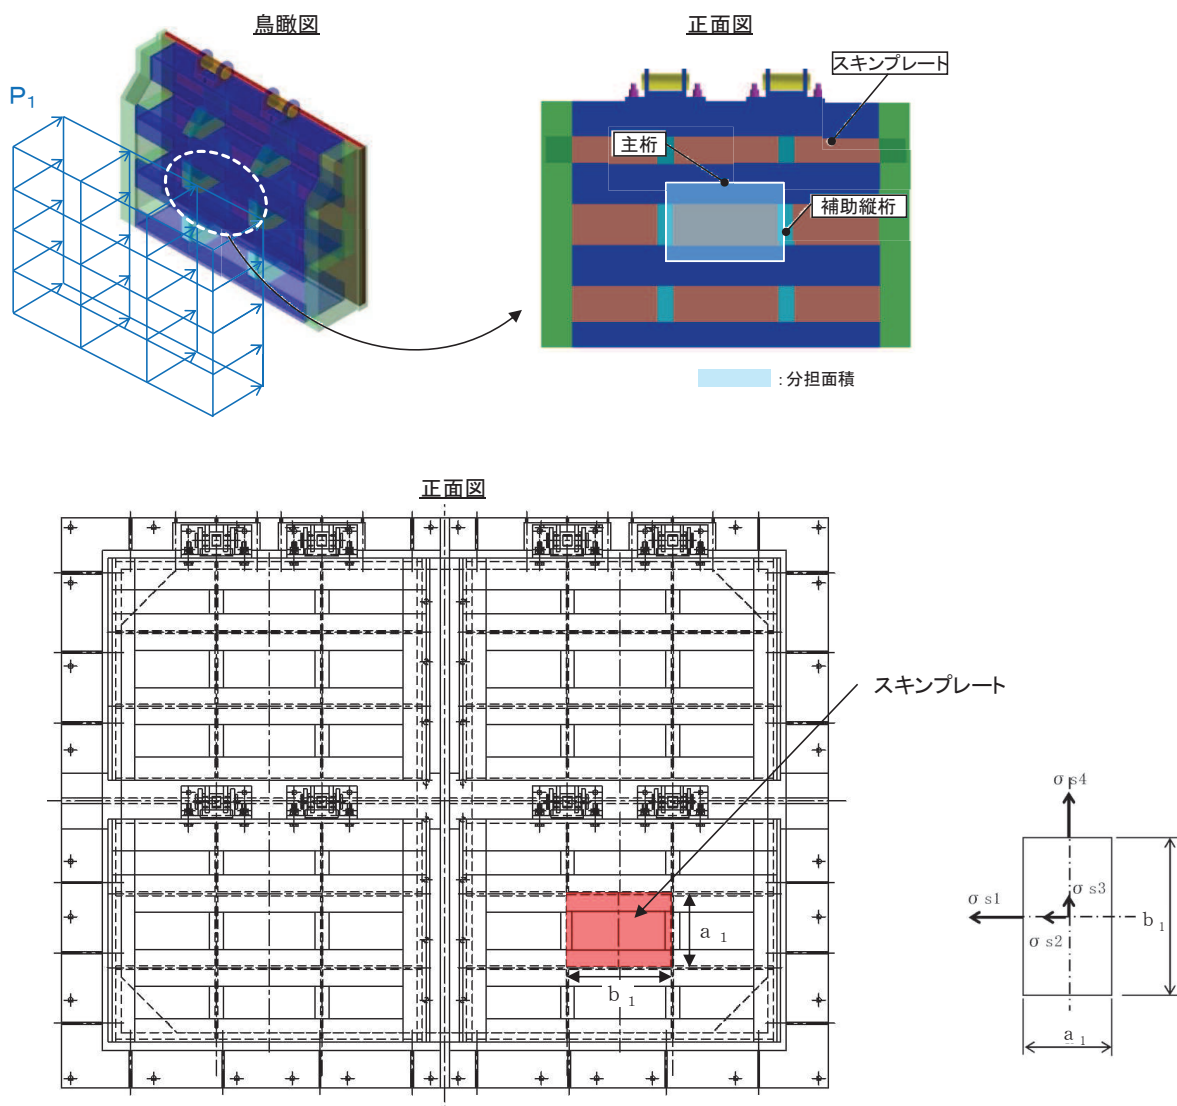 鳥瞰図
正面図
P1
スキンプレート
主桁
補助縦桁
：分担面積
正面図
スキンプレート
a 1
b 1
σ s4
σ s3
σ s1
σ s2
b 1
a 1